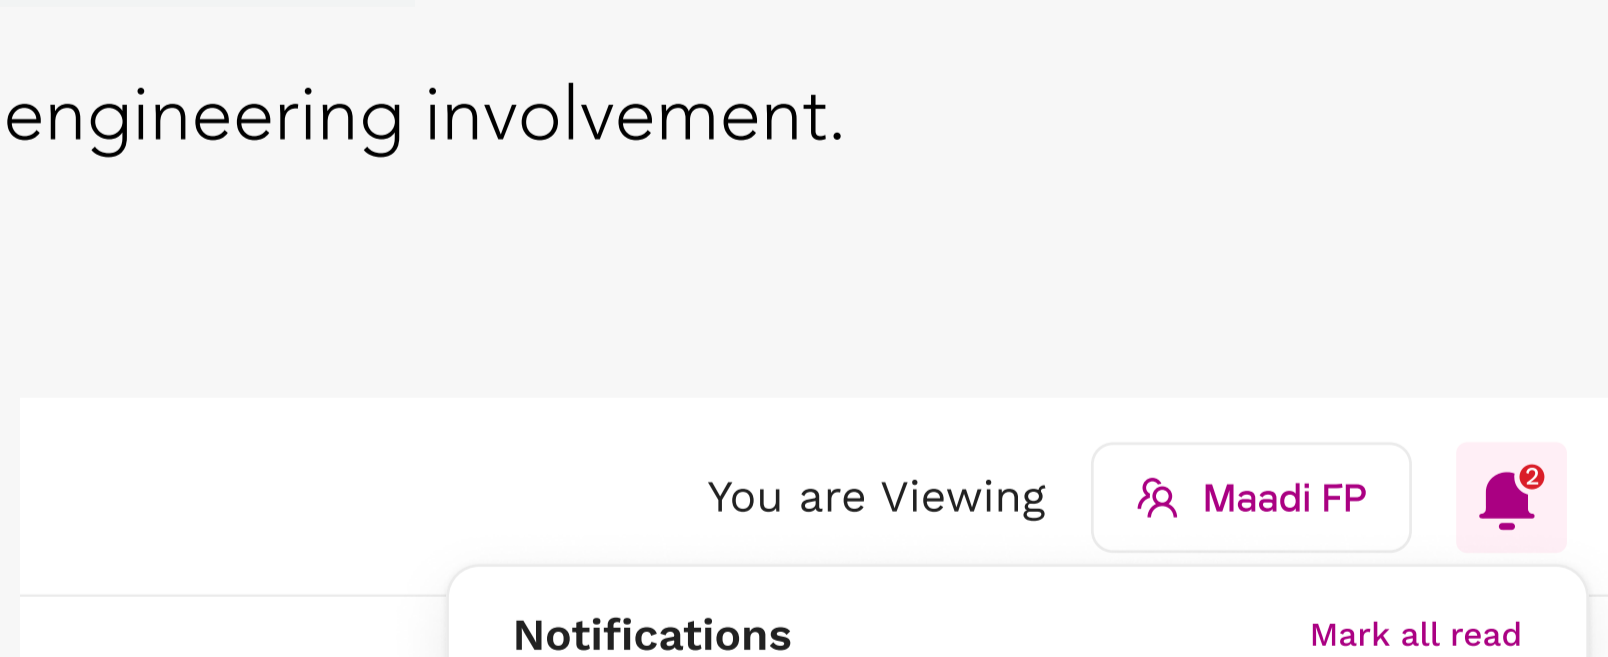 engineering involvement.
You are Viewing
Maadi FP
2
Notifications
Mark all read